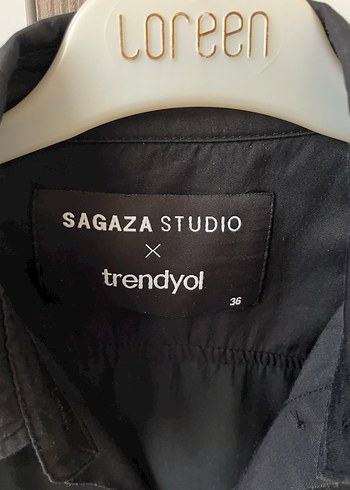 Loreen
SAGAZA STUDIO
×
trendyol
36